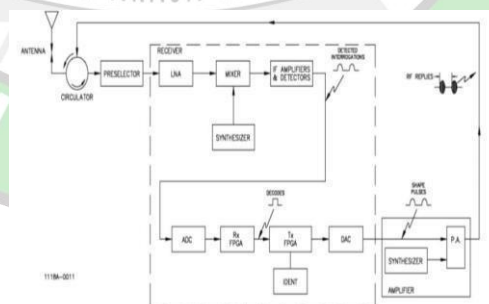 RECEIVER
ANTENNA
PRESELECTOR
LNA
MIXER
IF AMPLIFIERS
& DETECTORS
DETECTED
INTERROGATIONS
RF REPLIES
CIRCULATOR
SYNTHESIZER
DECODES
SHAPE
PULSES
ADC
Rx
FPGA
Tx
FPGA
DAC
P.A.
SYNTHESIZER
IDENT
AMPLIFIER
1118A-0011